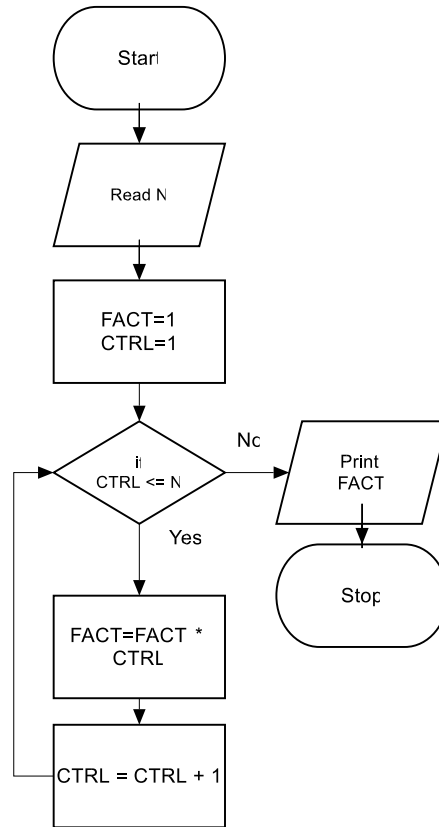 Start
Read N
FACT=1
CTRL=1
if
CTRL <= N
No
Print
FACT
Yes
Stop
FACT=FACT *
CTRL
CTRL = CTRL + 1